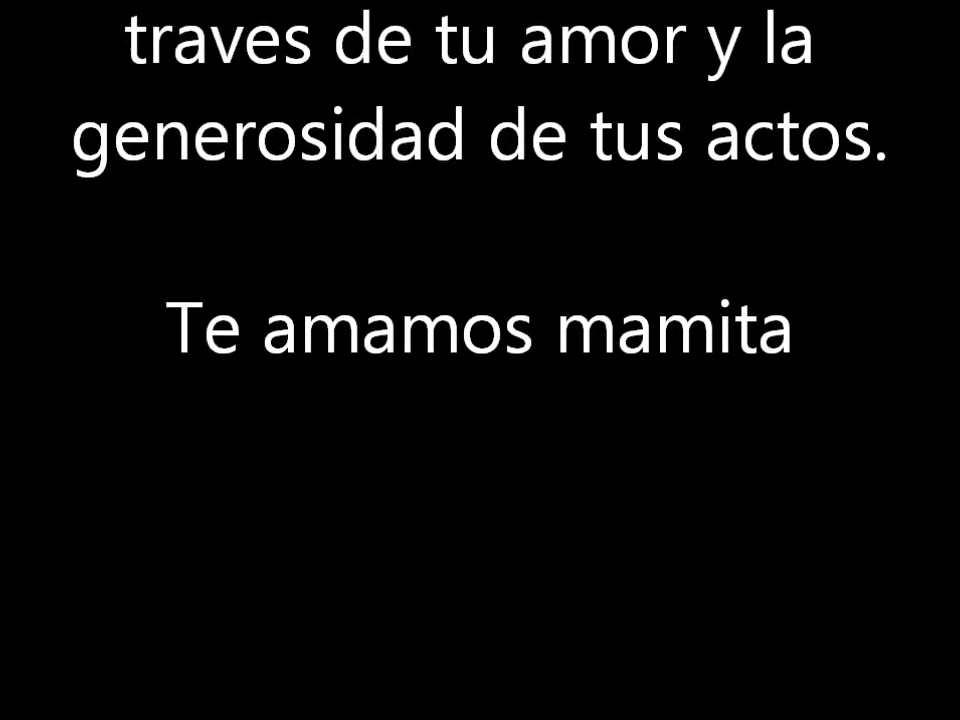 traves de tu amor y la
generosidad de tus actos.
Te amamos mamita